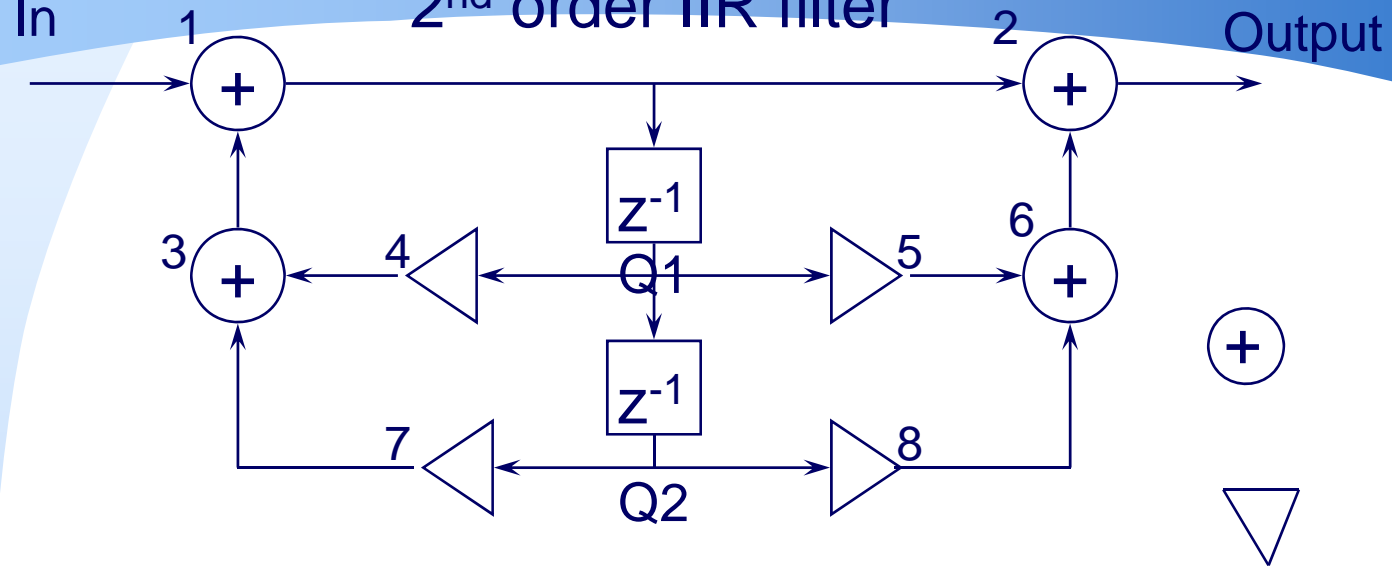 In
2nd order IIR filter
Output
1
2
+
+
z-1
3
4
Q1
5
6
+
+
+
z-1
7
8
Q2